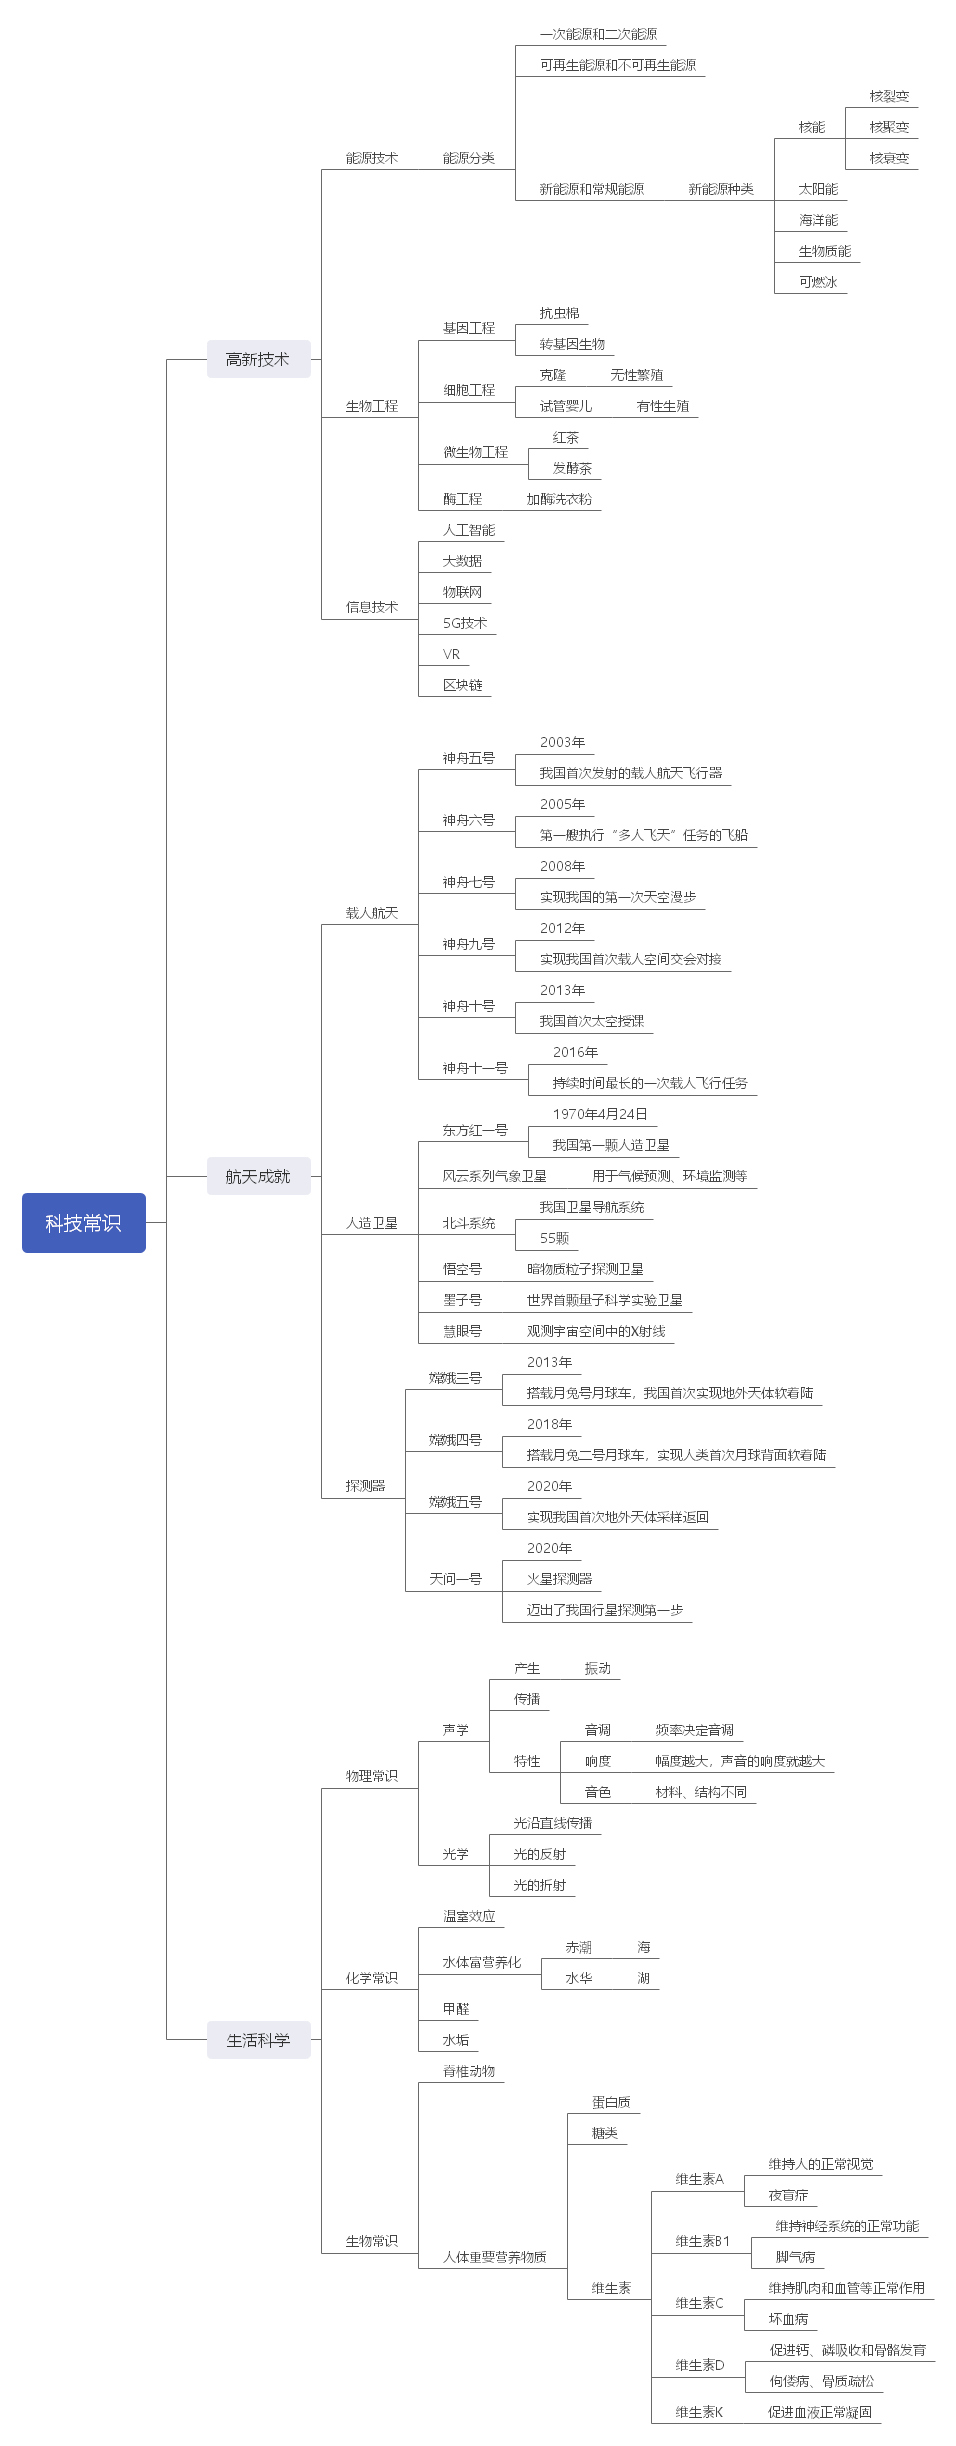 科技常识
高新技术
能源技术
能源分类
一次能源和二次能源
可再生能源和不可再生能源
新能源和常规能源
新能源种类
核能
核裂变
核聚变
核衰变
太阳能
海洋能
生物质能
可燃冰
生物工程
基因工程
抗虫棉
转基因生物
细胞工程
克隆
无性繁殖
试管婴儿
有性生殖
微生物工程
红茶
发酵茶
酶工程
加酶洗衣粉
信息技术
人工智能
大数据
物联网
5G技术
VR
区块链
航天成就
载人航天
神舟五号
2003年
我国首次发射的载人航天飞行器
神舟六号
2005年
第一艘执行“多人飞天”任务的飞船
神舟七号
2008年
实现我国的第一次天空漫步
神舟九号
2012年
实现我国首次载人空间交会对接
神舟十号
2013年
我国首次太空授课
神舟十一号
2016年
持续时间最长的一次载人飞行任务
人造卫星
东方红一号
1970年4月24日
我国第一颗人造卫星
风云系列气象卫星
用于气候预测、环境监测等
北斗系统
我国卫星导航系统
55颗
悟空号
暗物质粒子探测卫星
墨子号
世界首颗量子科学实验卫星
慧眼号
观测宇宙空间中的X射线
探测器
嫦娥三号
2013年
搭载月兔号月球车，我国首次实现地外天体软着陆
嫦娥四号
2018年
搭载月兔二号月球车，实现人类首次月球背面软着陆
嫦娥五号
2020年
实现我国首次地外天体采样返回
天问一号
2020年
火星探测器
迈出了我国行星探测第一步
生活科学
物理常识
声学
产生
振动
传播
特性
音调
频率决定音调
响度
幅度越大，声音的响度就越大
音色
材料、结构不同
光学
光沿直线传播
光的反射
光的折射
化学常识
温室效应
水体富营养化
赤潮
海
水华
湖
甲醛
水垢
生物常识
脊椎动物
人体重要营养物质
蛋白质
糖类
维生素
维生素A
维持人的正常视觉
夜盲症
维生素B1
维持神经系统的正常功能
脚气病
维生素C
维持肌肉和血管等正常作用
坏血病
维生素D
促进钙、磷吸收和骨骼发育
佝偻病、骨质疏松
维生素K
促进血液正常凝固